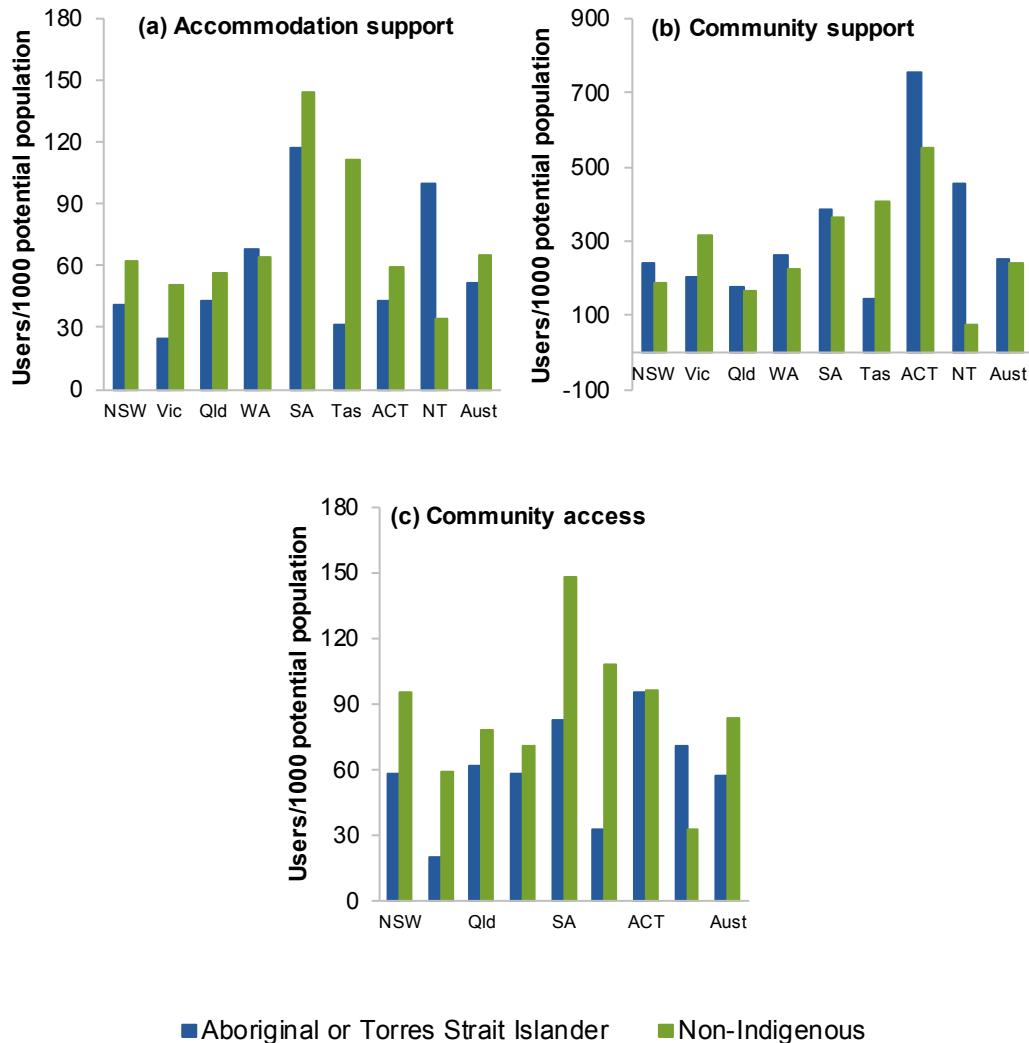 (a) Accommodation support
Users/1000 potential population
180
150
120
90
60
30
0
NSW Vic Qld WA SA Tas ACT NT Aust
(b) Community support
Users/1000 potential population
900
700
500
300
100
-100
NSW Vic Qld WA SA Tas ACT NT Aust
(c) Community access
Users/1000 potential population
180
150
120
90
60
30
0
NSW Qld SA ACT Aust
Aboriginal or Torres Strait Islander Non-Indigenous